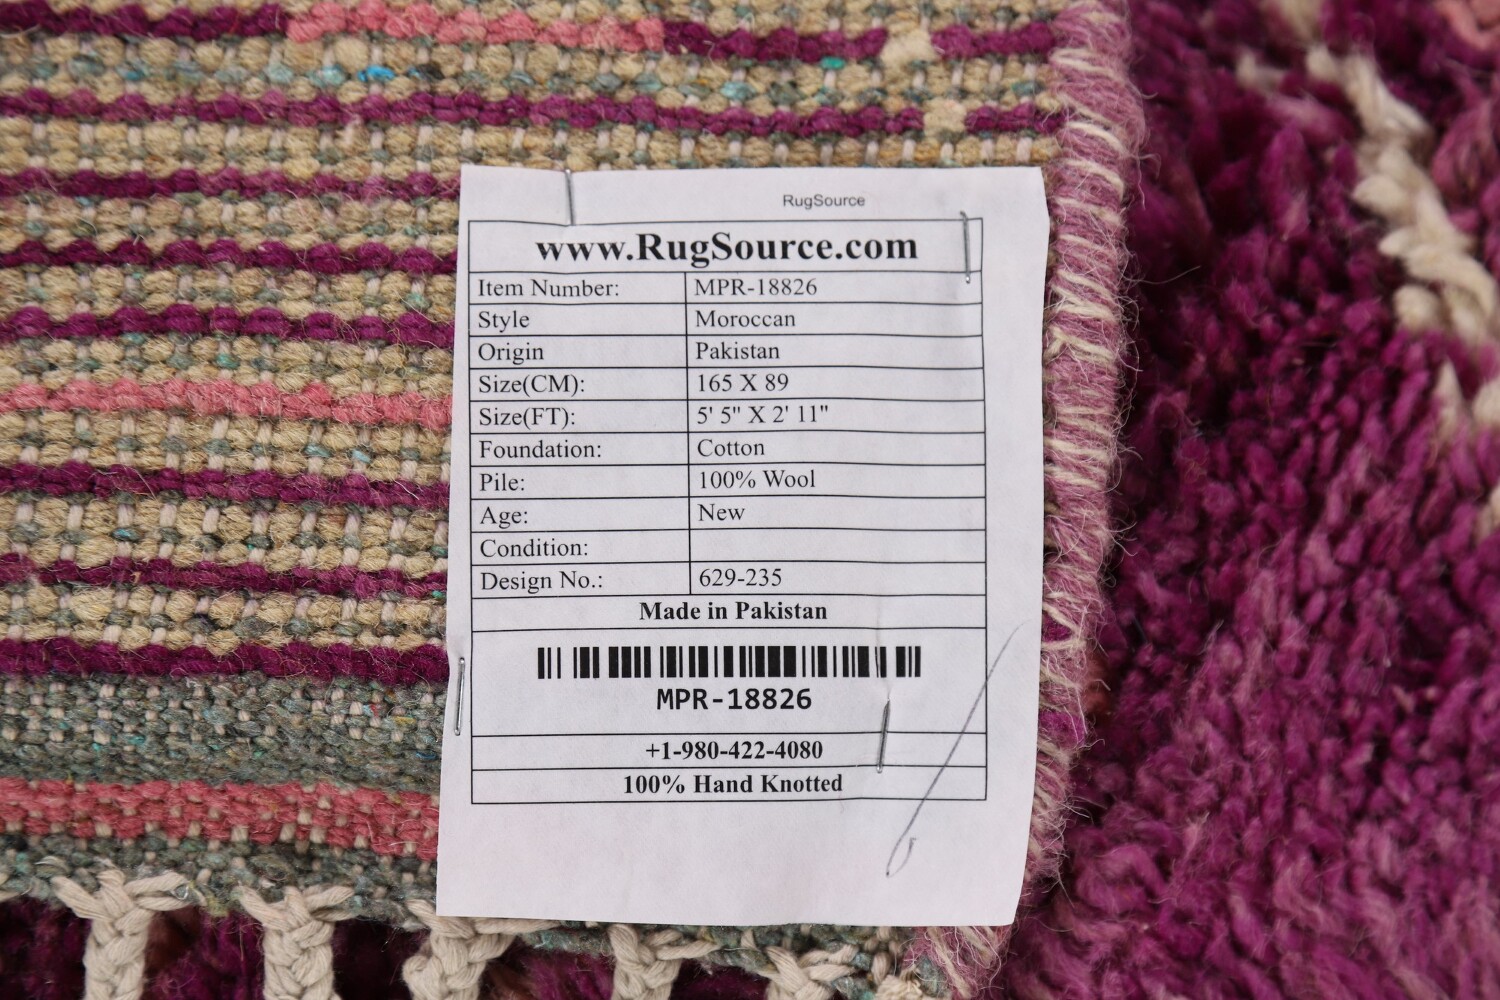 RugSource
www.RugSource.com
Item Number: MPR-18826
Style Moroccan
Origin Pakistan
Size(CM): 165 X 89
Size(FT): 5' 5" X 2' 11"
Foundation: Cotton
Pile: 100% Wool
Age: New
Condition:
Design No.: 629-235
Made in Pakistan
MPR-18826
+1-980-422-4080
100% Hand Knotted